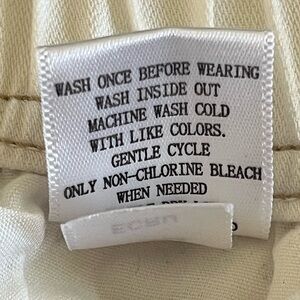 WASH ONCE BEFORE WEARING
WASH INSIDE OUT
MACHINE WASH COLD
WITH LIKE COLORS.
GENTLE CYCLE
ONLY NON-CHLORINE BLEACH
WHEN NEEDED